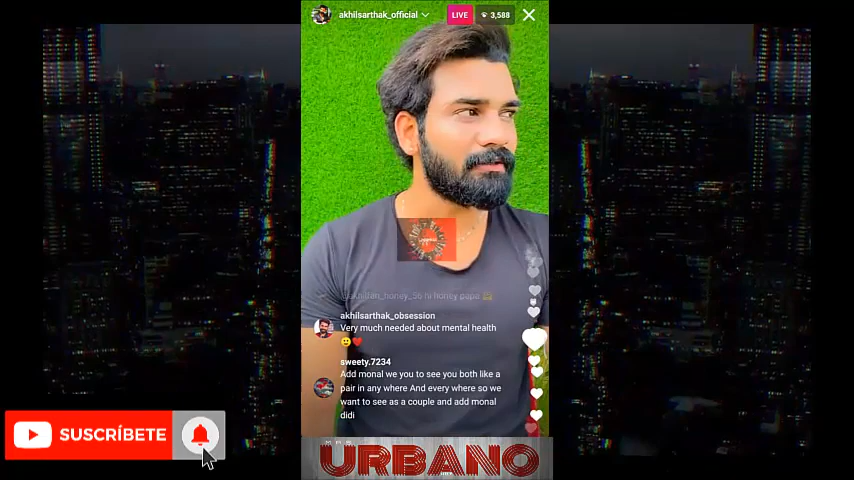 akhilsarthak_official
LIVE
3,588
akhilsarthak_obsession
Very much needed about mental health
sweety.7234
Add monal we you to see you both like a
pair in any where And every where so we
want to see as a couple and add monal
didi
SUSCRÍBETE
URBANO